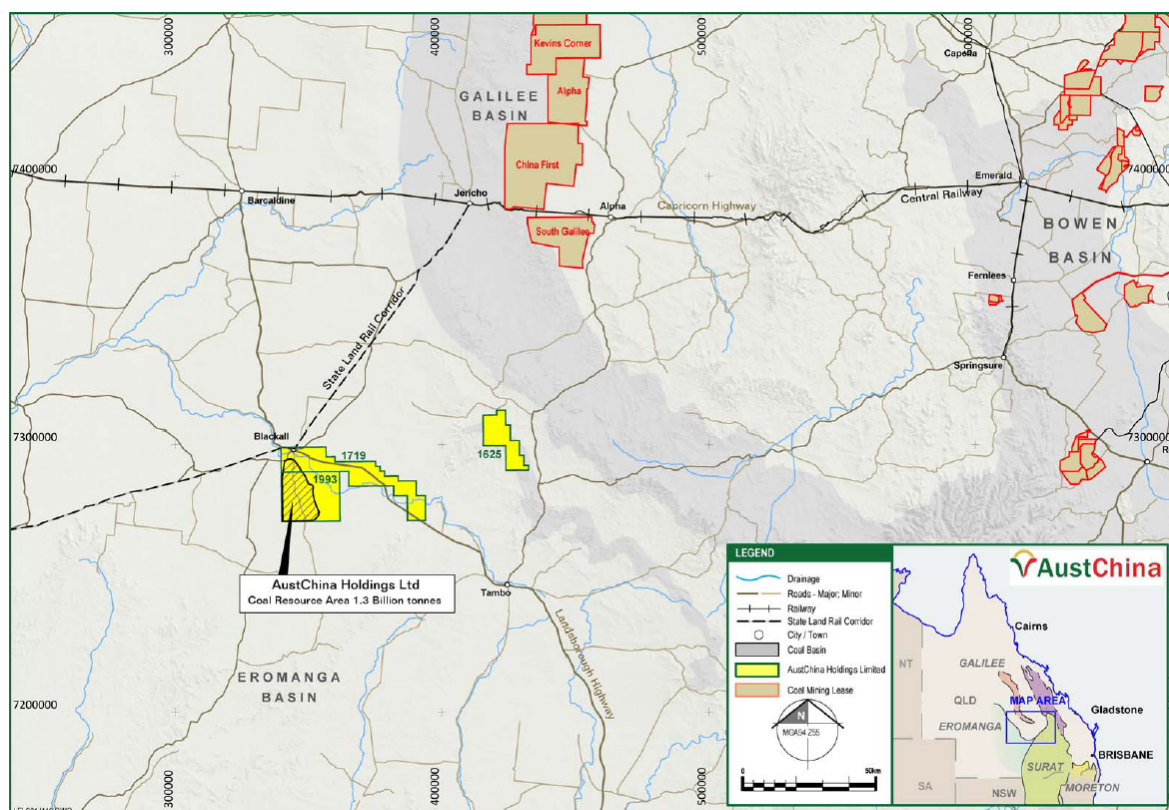 300000
400000
500000
Kevins Corner
Capella
Alpha
GALILEE
BASIN
China First
7400000
7400000
Emerald
Jericho
Barcaldine
Alpha
Capricorn Highway
Central Railway
South Galilee
BOWEN
BASIN
Fernlees
State Land Rail Corridor
Springsure
Blackall
7300000
7300000
1719
1625
1993
AustChina Holdings Ltd
Coal Resource Area 1.3 Billion tonnes
Tambo
Landsborough Highway
EROMANGA
BASIN
7200000
300000
400000
500000
LEGEND
Drainage
Roads - Major; Minor
Railway
State Land Rail Corridor
City / Town
Coal Basin
AustChina Holdings Limited
Coal Mining Lease
N
MGA94 Z55
0
50km
AustChina
Cairns
NT
GALILEE
QLD
MAP AREA
Gladstone
EROMANGA
BRISBANE
SURAT
SA
NSW
MORETON